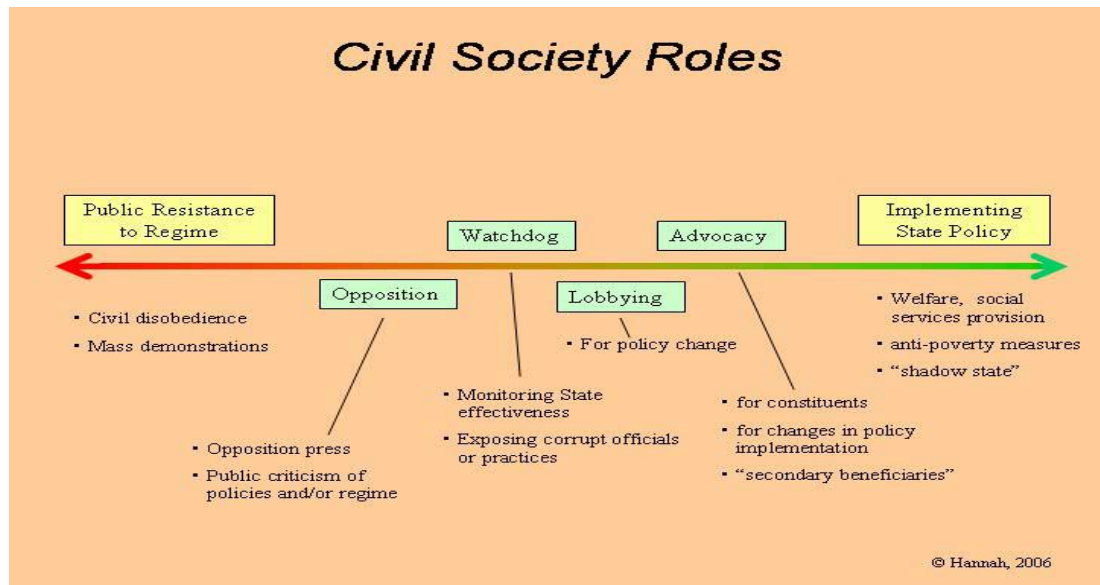 Civil Society Roles
Public Resistance
to Regime
Watchdog
Advocacy
Implementing
State Policy
Opposition
Lobbying
• Civil disobedience
• Mass demonstrations
• Opposition press
• Public criticism of
policies and/or regime
• Monitoring State
effectiveness
• Exposing corrupt officials
or practices
• For policy change
• for constituents
• for changes in policy
implementation
• “secondary beneficiaries”
• Welfare, social
services provision
• anti-poverty measures
• “shadow state”
© Hannah, 2006